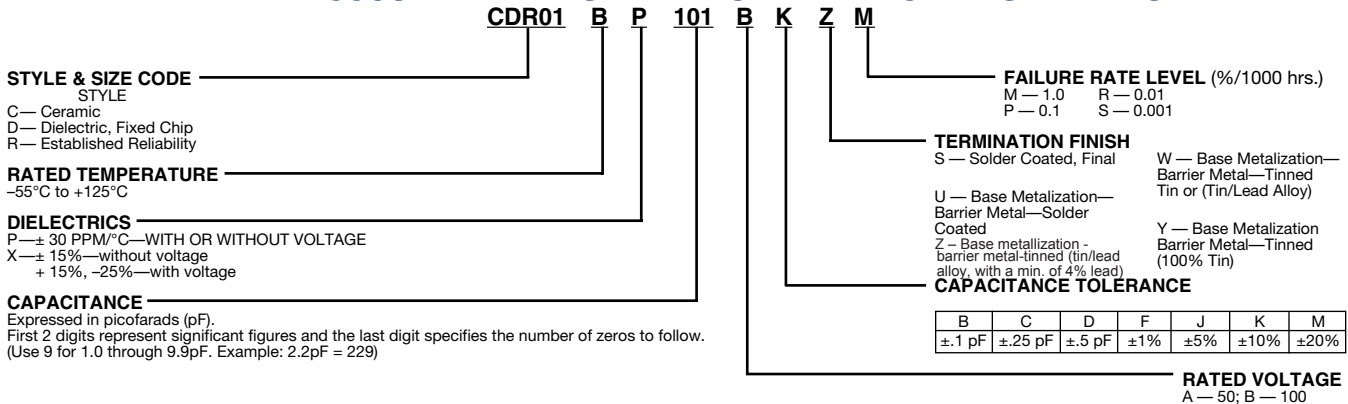 CDR01 B P 101 B K Z M
STYLE & SIZE CODE
STYLE
C— Ceramic
D— Dielectric, Fixed Chip
R— Established Reliability
RATED TEMPERATURE
–55°C to +125°C
DIELECTRICS
P—± 30 PPM/°C—WITH OR WITHOUT VOLTAGE
X—± 15%—without voltage
+ 15%, –25%—with voltage
CAPACITANCE
Expressed in picofarads (pF).
First 2 digits represent significant figures and the last digit specifies the number of zeros to follow.
(Use 9 for 1.0 through 9.9pF. Example: 2.2pF = 229)
FAILURE RATE LEVEL (%/1000 hrs.)
M — 1.0 R — 0.01
P — 0.1 S — 0.001
TERMINATION FINISH
S — Solder Coated, Final
U — Base Metalization—
Barrier Metal—Solder
Coated
Z – Base metallization -
barrier metal-tinned (tin/lead
alloy, with a min. of 4% lead)
W — Base Metalization—
Barrier Metal—Tinned
Tin or (Tin/Lead Alloy)
Y — Base Metalization
Barrier Metal—Tinned
(100% Tin)
CAPACITANCE TOLERANCE
B C D F J K M
±.1 pF ±.25 pF ±.5 pF ±1% ±5% ±10% ±20%
RATED VOLTAGE
A — 50; B — 100